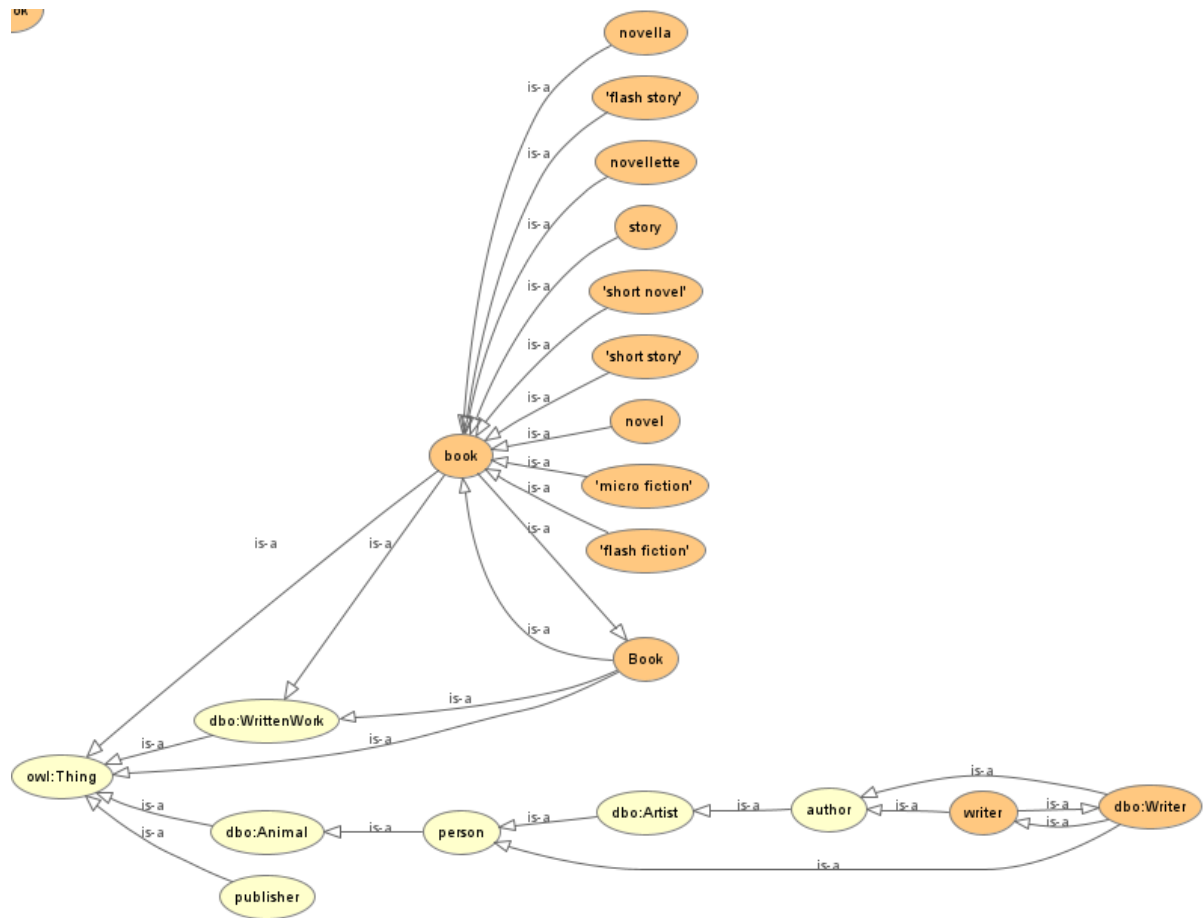 ok
novella
is-a
'flash story'
is-a
novellette
is-a
story
is-a
'short novel'
is-a
'short story'
is-a
novel
is-a
book
is-a
'micro fiction'
is-a
'flash fiction'
is-a
is-a
is-a
is-a
Book
is-a
dbo:WrittenWork
is-a
is-a
owl:Thing
is-a
is-a
dbo:Animal
is-a
person
is-a
dbo:Artist
is-a
author
is-a
writer
is-a
is-a
dbo:Writer
is-a
is-a
publisher